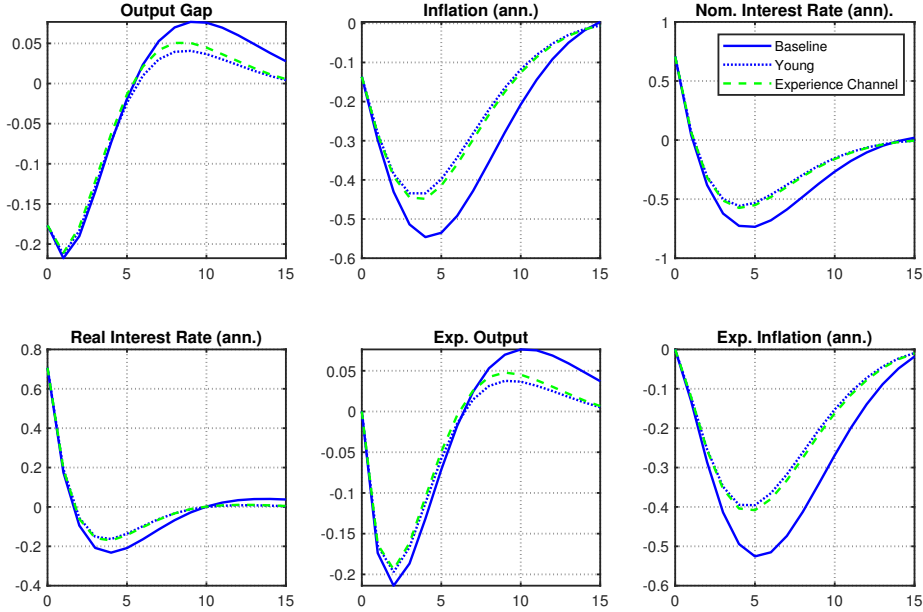 Output Gap
0.05
0
-0.05
-0.1
-0.15
-0.2
0 5 10 15
Inflation (ann.)
0
-0.1
-0.2
-0.3
-0.4
-0.5
-0.6
0 5 10 15
Nom. Interest Rate (ann).
1
0.5
0
-0.5
-1
0 5 10 15
Baseline
Young
Experience Channel
Real Interest Rate (ann.)
0.8
0.6
0.4
0.2
0
-0.2
-0.4
0 5 10 15
Exp. Output
0.05
0
-0.05
-0.1
-0.15
-0.2
0 5 10 15
Exp. Inflation (ann.)
0
-0.1
-0.2
-0.3
-0.4
-0.5
-0.6
0 5 10 15